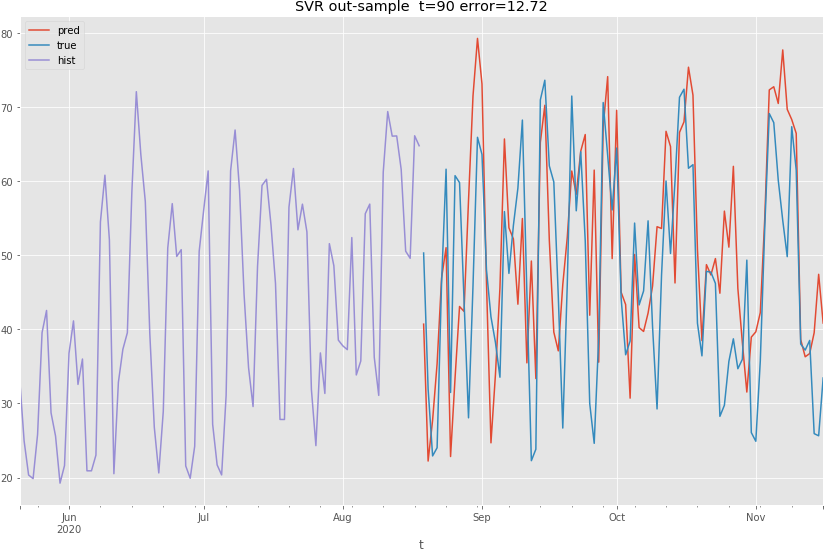 SVR out-sample  t=90 error=12.72
pred
true
hist
80
70
60
50
40
30
20
Jun
2020
Jul
Aug
Sep
Oct
Nov
t